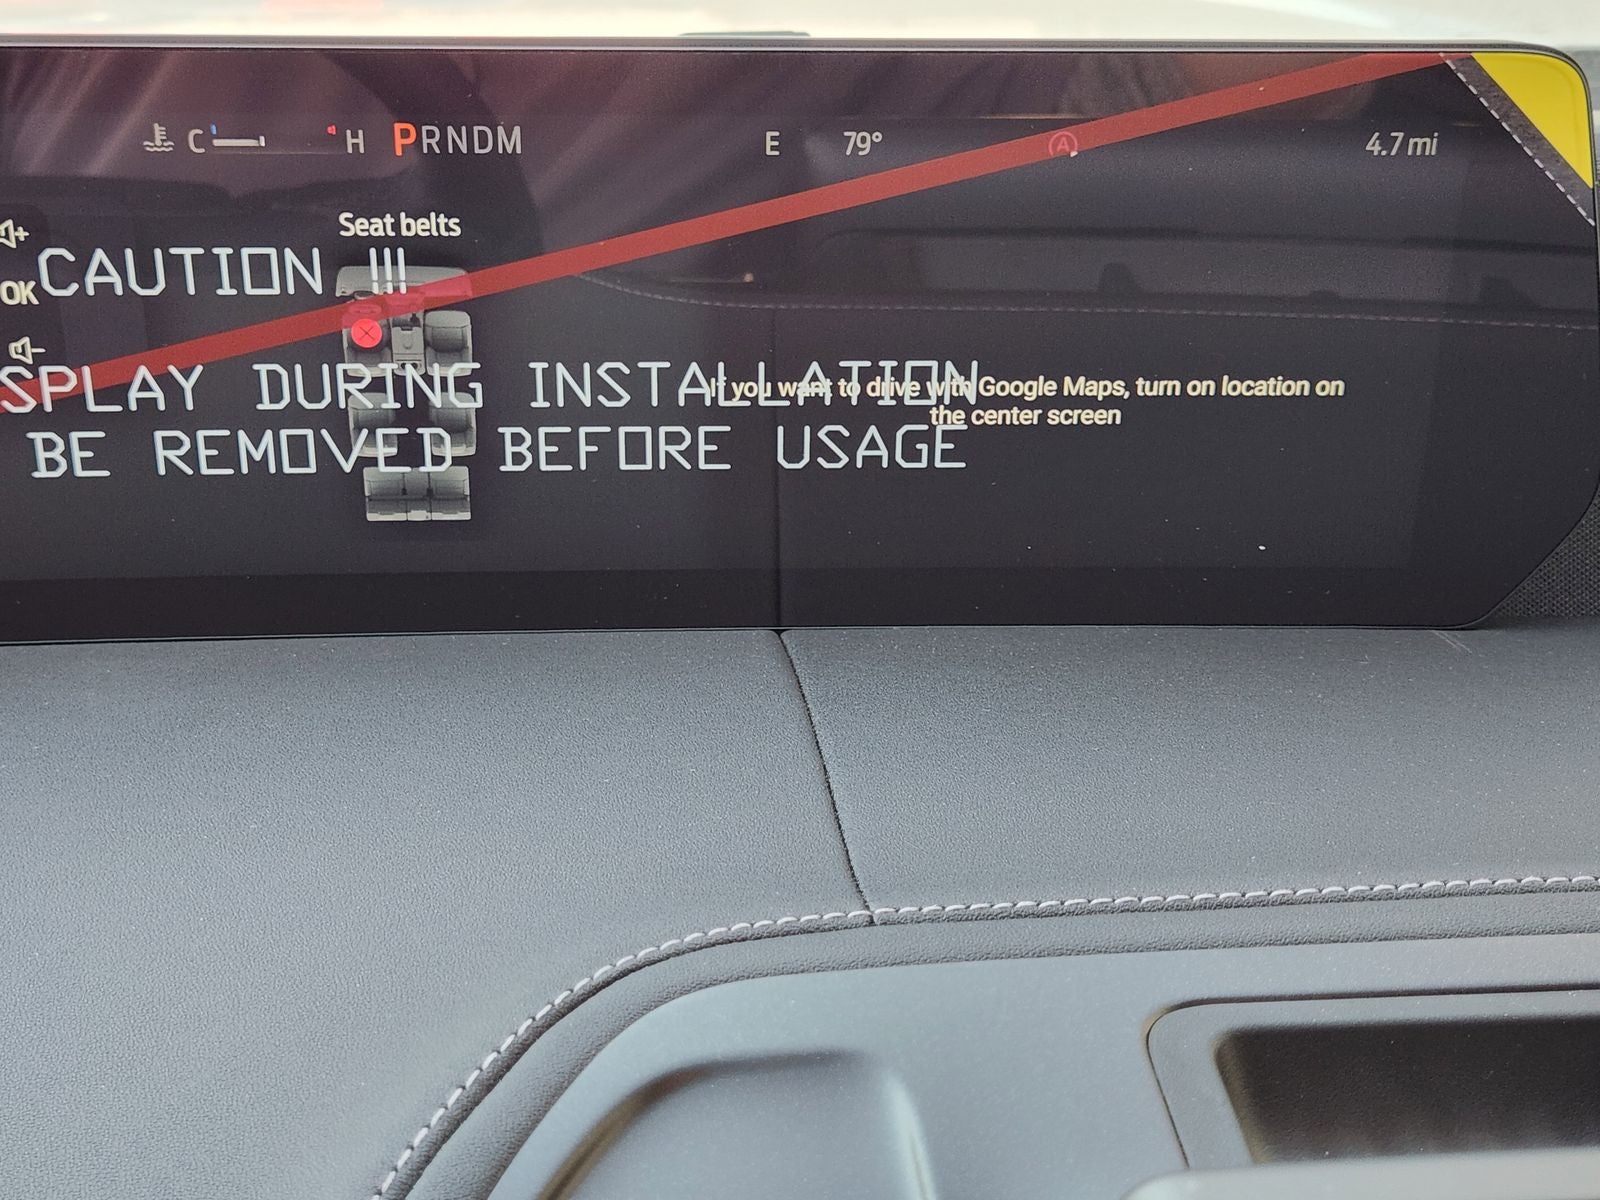 C H PRNDM E 79° A 4.7 mi
Seat belts
CAUTION !!!
OK
SPLAY DURING INSTALLATION
If you want to drive with Google Maps, turn on location on
the center screen
BE REMOVED BEFORE USAGE